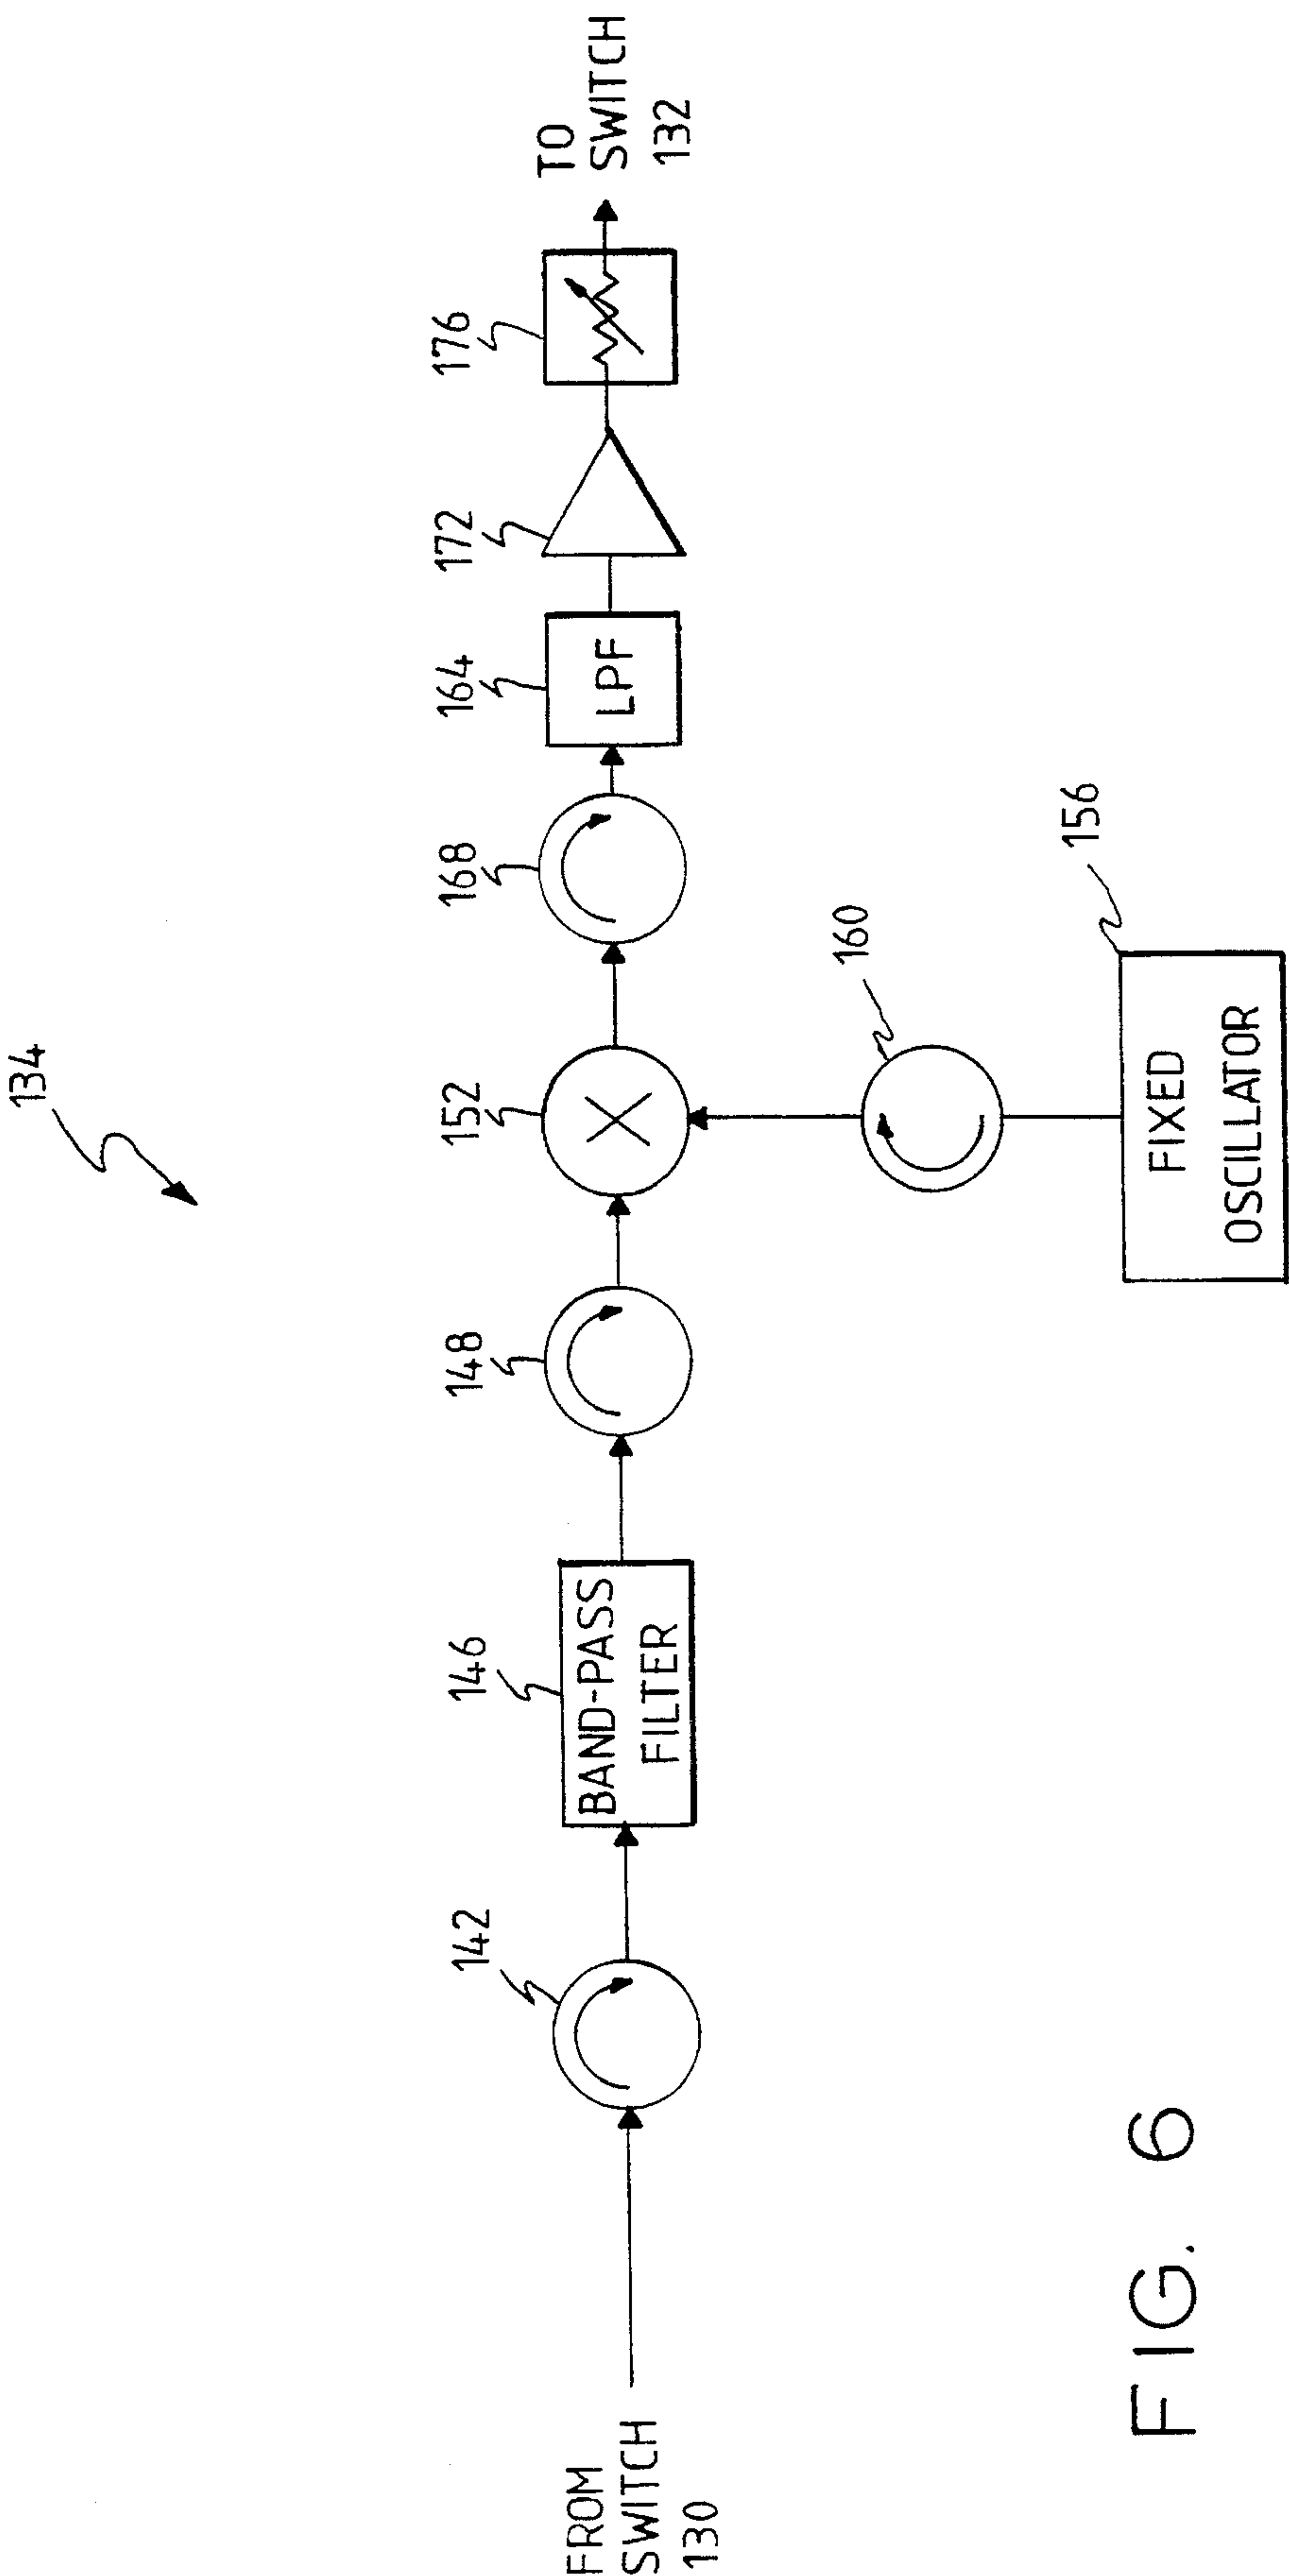 134
FROM
SWITCH
130
142
146
BAND-PASS
FILTER
148
152
168
164
LPF
172
176
TO
SWITCH
132
160
156
FIXED
OSCILLATOR
FIG. 6